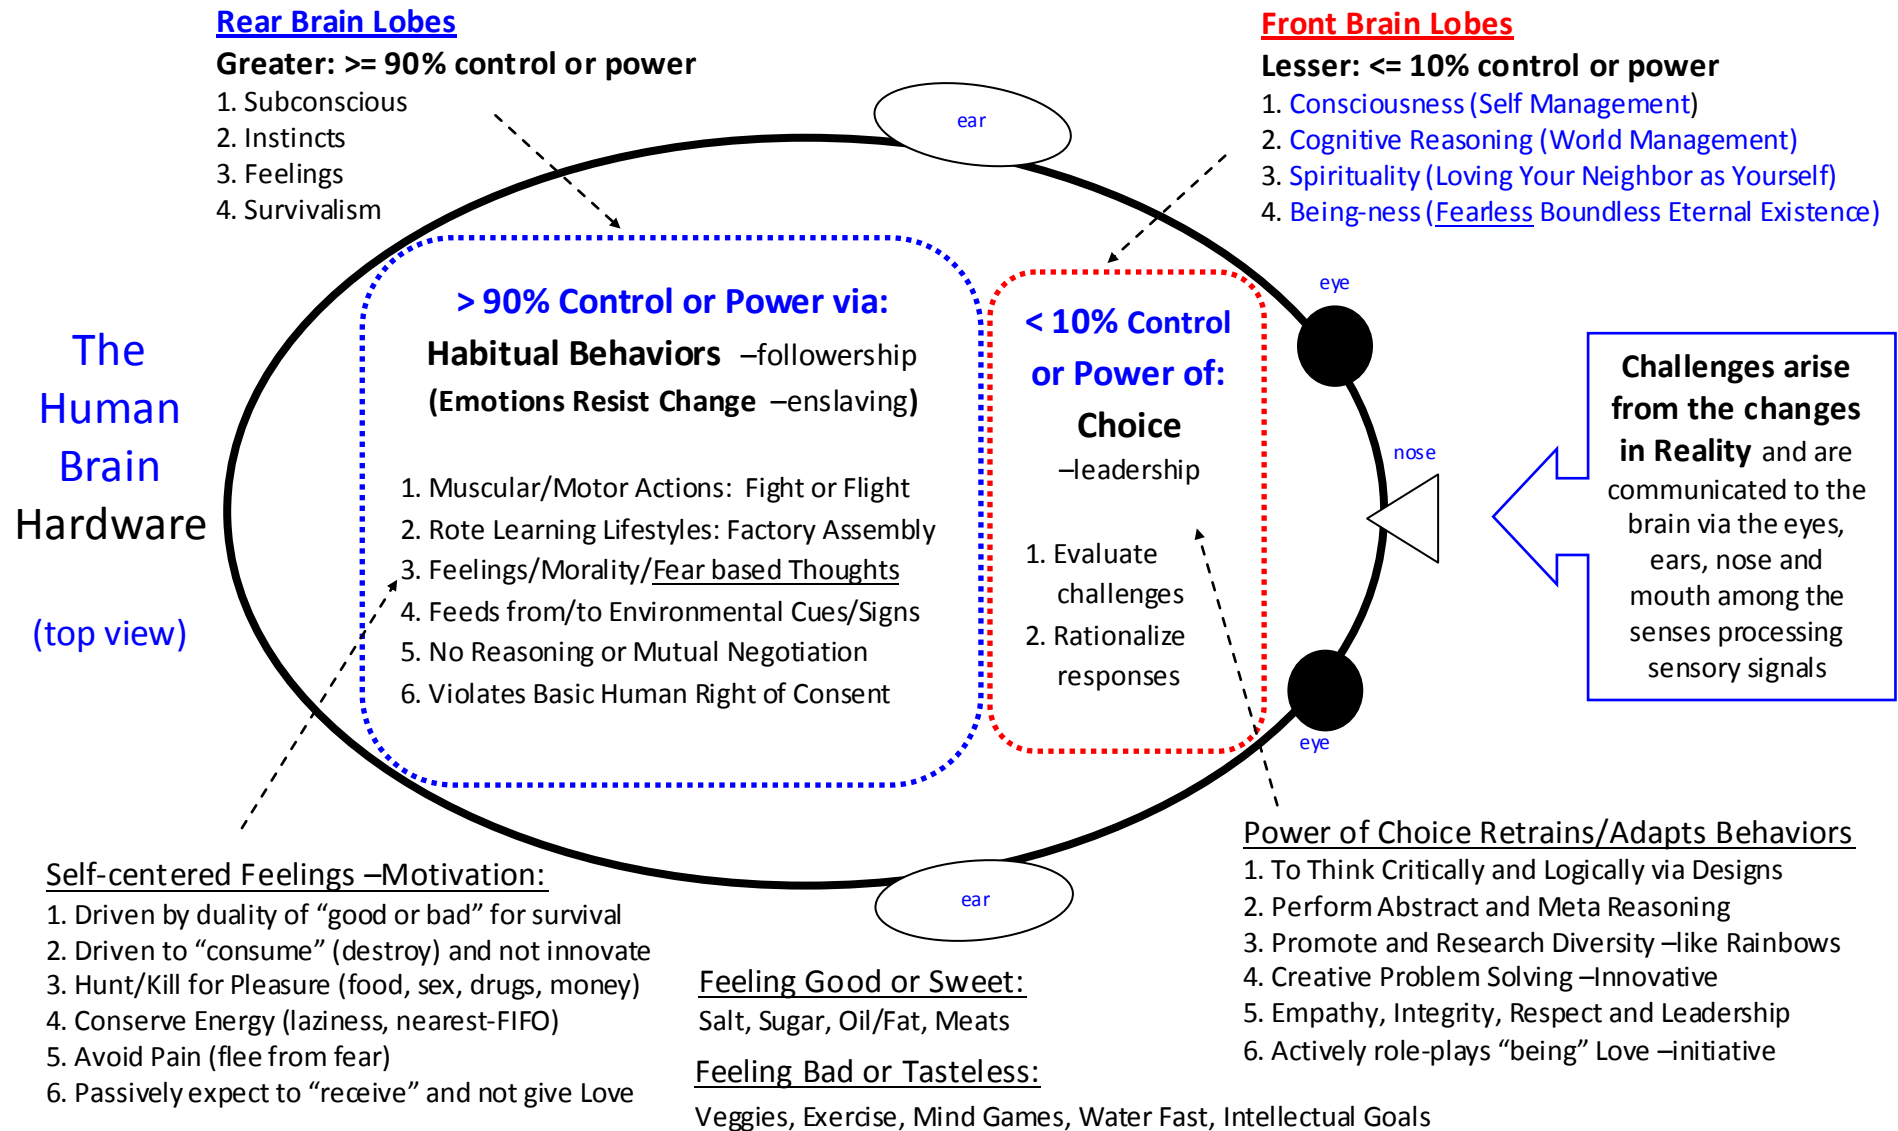 Rear Brain Lobes
Greater: >= 90% control or power
1. Subconscious
2. Instincts
3. Feelings
4. Survivalism
Front Brain Lobes
Lesser: <= 10% control or power
1. Consciousness (Self Management)
2. Cognitive Reasoning (World Management)
3. Spirituality (Loving Your Neighbor as Yourself)
4. Being-ness (Fearless Boundless Eternal Existence)
ear
The
Human
Brain
Hardware
(top view)
> 90% Control or Power via:
Habitual Behaviors –followership
(Emotions Resist Change –enslaving)
1. Muscular/Motor Actions: Fight or Flight
2. Rote Learning Lifestyles: Factory Assembly
3. Feelings/Morality/Fear based Thoughts
4. Feeds from/to Environmental Cues/Signs
5. No Reasoning or Mutual Negotiation
6. Violates Basic Human Right of Consent
< 10% Control
or Power of:
Choice
–leadership
1. Evaluate
challenges
2. Rationalize
responses
eye
nose
eye
Challenges arise
from the changes
in Reality and are
communicated to the
brain via the eyes,
ears, nose and
mouth among the
senses processing
sensory signals
ear
Self-centered Feelings –Motivation:
1. Driven by duality of “good or bad” for survival
2. Driven to “consume” (destroy) and not innovate
3. Hunt/Kill for Pleasure (food, sex, drugs, money)
4. Conserve Energy (laziness, nearest-FIFO)
5. Avoid Pain (flee from fear)
6. Passively expect to “receive” and not give Love
Feeling Good or Sweet:
Salt, Sugar, Oil/Fat, Meats
Feeling Bad or Tasteless:
Veggies, Exercise, Mind Games, Water Fast, Intellectual Goals
Power of Choice Retrains/Adapts Behaviors
1. To Think Critically and Logically via Designs
2. Perform Abstract and Meta Reasoning
3. Promote and Research Diversity –like Rainbows
4. Creative Problem Solving –Innovative
5. Empathy, Integrity, Respect and Leadership
6. Actively role-plays “being” Love –initiative